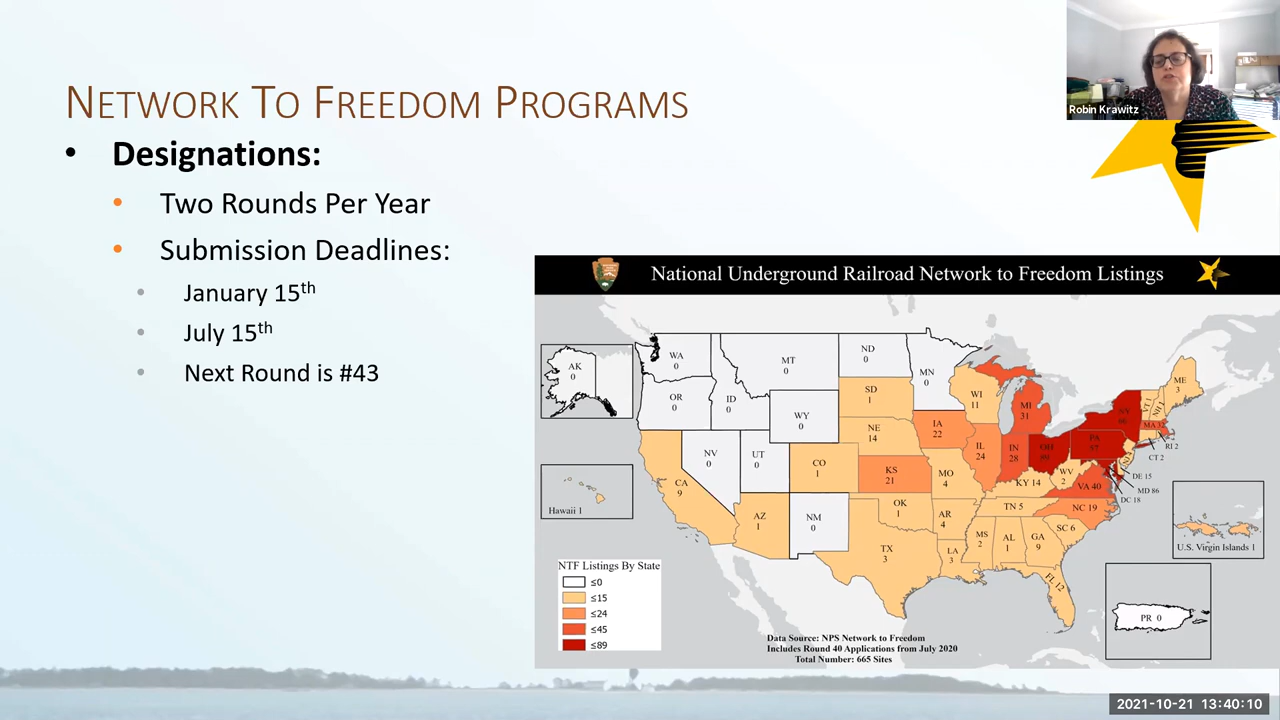 Robin Krawitz
NETWORK TO FREEDOM PROGRAMS
• Designations:
• Two Rounds Per Year
• Submission Deadlines:
• January 15th
• July 15th
• Next Round is #43
National Underground Railroad Network to Freedom Listings
AK
0
WA
0
MT
0
ND
0
MN
0
OR
0
ID
0
WY
0
SD
1
WI
11
MI
31
ME
3
NV
0
UT
0
CO
1
NE
14
IA
22
IL
24
IN
28
OH
89
PA
NY
MA
RI 2
CT 2
CA
9
KS
21
MO
4
KY 14
WV
2
VA 40
DE 15
MD 86
DC 18
Hawaii 1
AZ
1
NM
0
OK
1
AR
4
TN 5
NC 19
SC 6
TX
3
LA
3
MS
2
AL
1
GA
9
FL 12
U.S. Virgin Islands 1
PR 0
NTF Listings By State
≤0
≤15
≤24
≤45
≤89
Data Source: NPS Network to Freedom
Includes Round 40 Applications from July 2020
Total Number: 665 Sites
2021-10-21 13:40:10